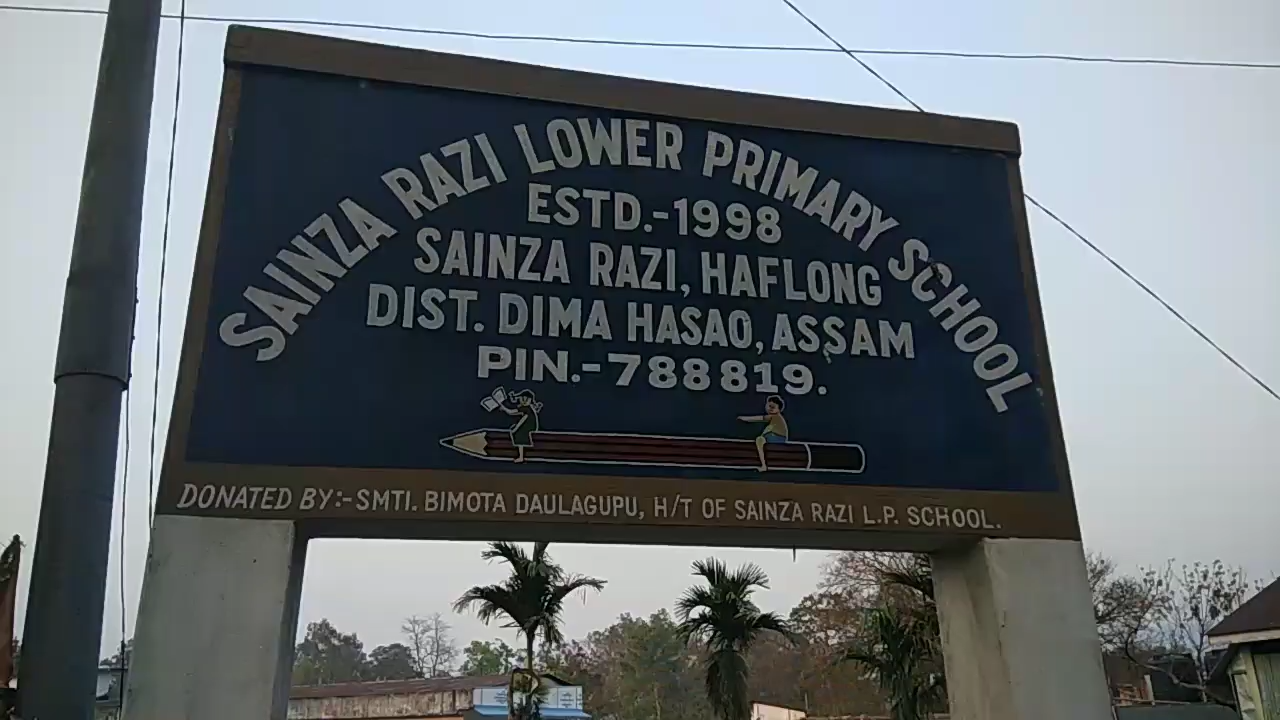 SAINZA RAZI LOWER PRIMARY SCHOOL
ESTD.-1998
SAINZA RAZI, HAFLONG
DIST. DIMA HASAO, ASSAM
PIN.-788819.
DONATED BY:-SMTI. BIMOTA DAULAGUPU, H/T OF SAINZA RAZI L.P. SCHOOL.